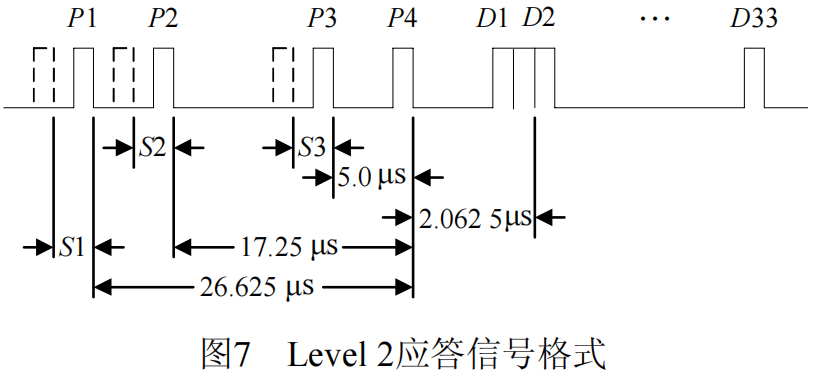 P1 P2 P3 P4 D1 D2 ··· D33
S2 S3
5.0 μs
2.062 5μs
S1 17.25 μs
26.625 μs
图7 Level 2应答信号格式